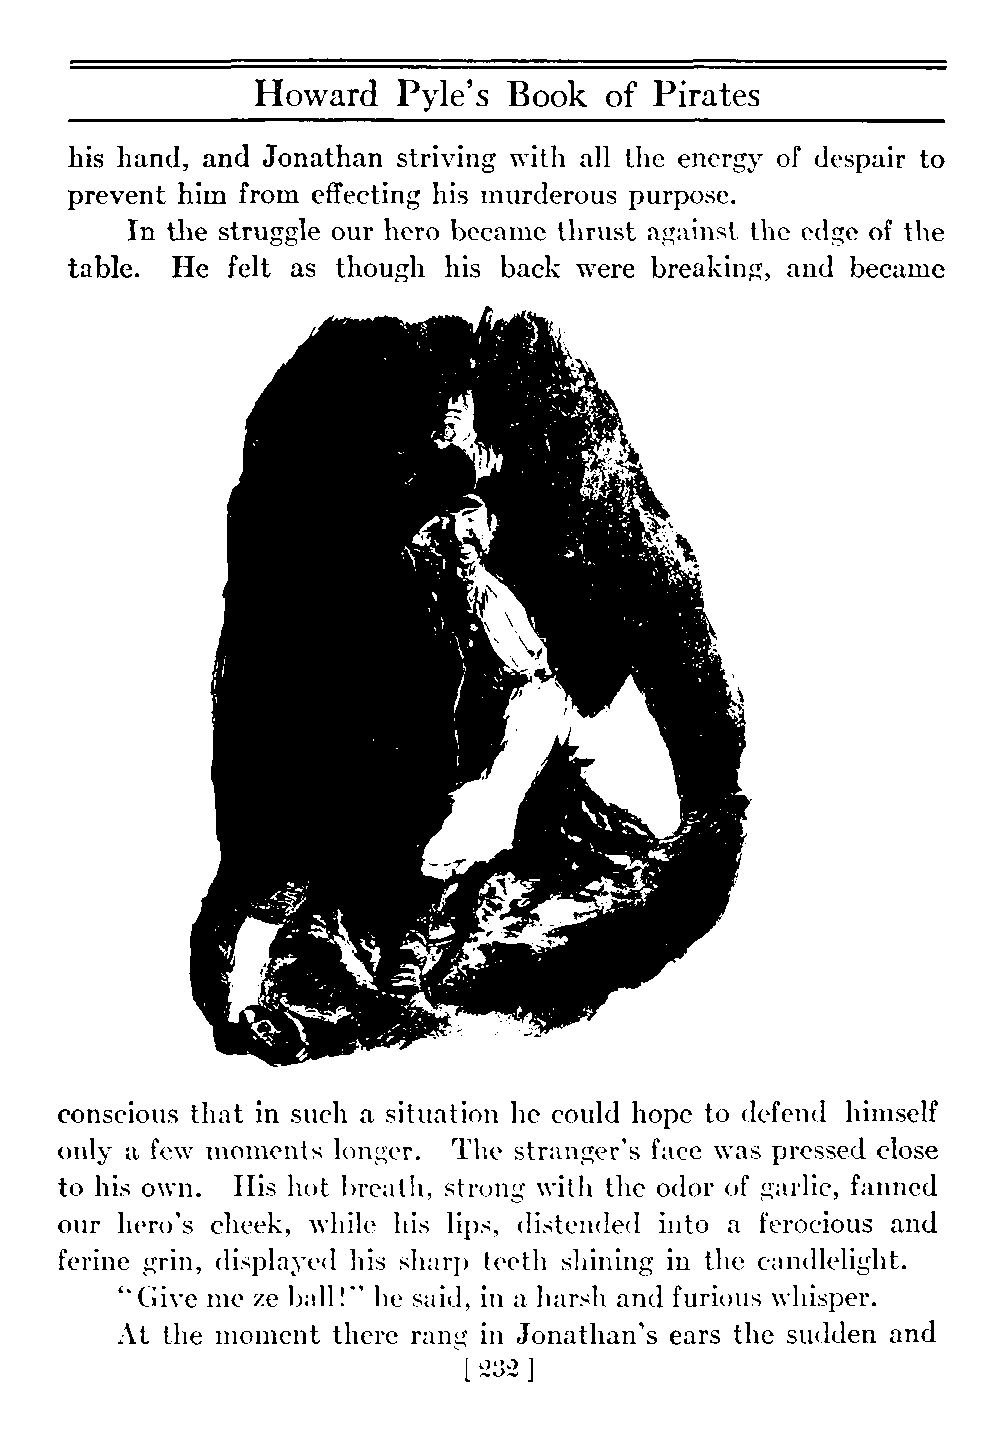 Howard Pyle's Book of Pirates
his hand, and Jonathan striving with all the energy of despair to
prevent him from effecting his murderous purpose.
In the struggle our hero became thrust against the edge of the
table. He felt as though his back were breaking, and became
conscious that in such a situation he could hope to defend himself
only a few moments longer. The stranger's face was pressed close
to his own. His hot breath, strong with the odor of garlic, fanned
our hero's cheek, while his lips, distended into a ferocious and
ferine grin, displayed his sharp teeth shining in the candlelight.
"Give me ze ball!" he said, in a harsh and furious whisper.
At the moment there rang in Jonathan's ears the sudden and
[ 232 ]